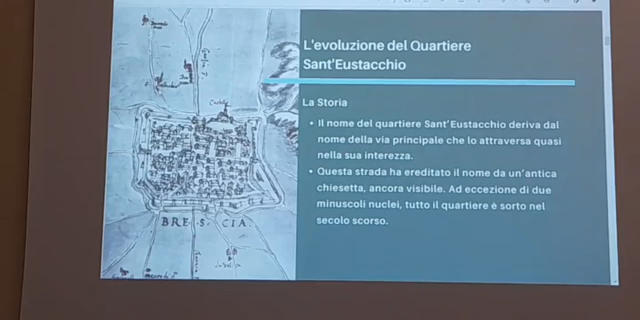 L'evoluzione del Quartiere
Sant'Eustacchio
La Storia
• Il nome del quartiere Sant'Eustacchio deriva dal
nome della via principale che lo attraversa quasi
nella sua interezza.
• Questa strada ha ereditato il nome da un'antica
chiesetta, ancora visibile. Ad eccezione di due
minuscoli nuclei, tutto il quartiere è sorto nel
secolo scorso.
BRESCIA